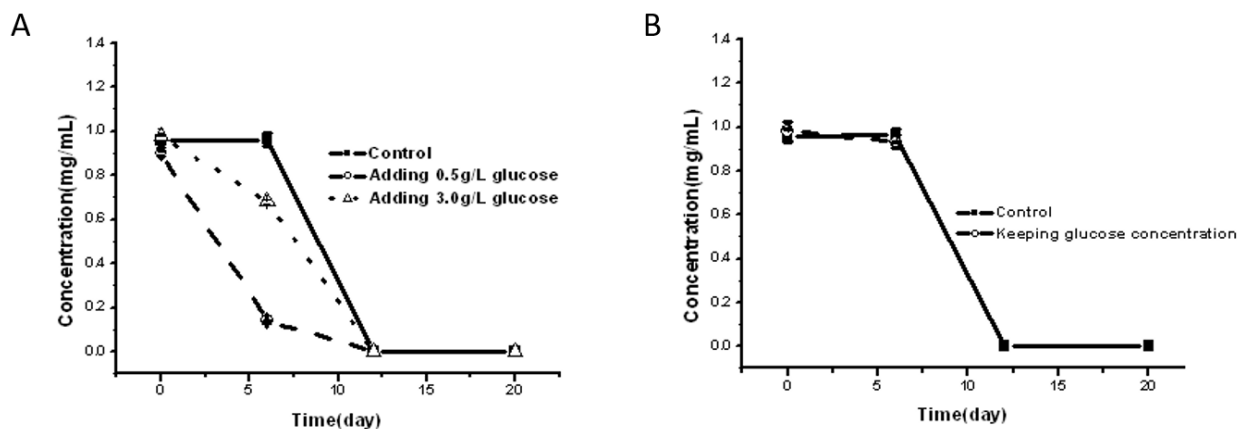 A
Concentration(mg/mL)
1.4
1.2
1.0
0.8
0.6
0.4
0.2
0.0
0 5 10 15 20
Time(day)
Control
Adding 0.5g/L glucose
Adding 3.0g/L glucose
B
Concentration(mg/mL)
1.4
1.2
1.0
0.8
0.6
0.4
0.2
0.0
0 5 10 15 20
Time(day)
Control
Keeping glucose concentration